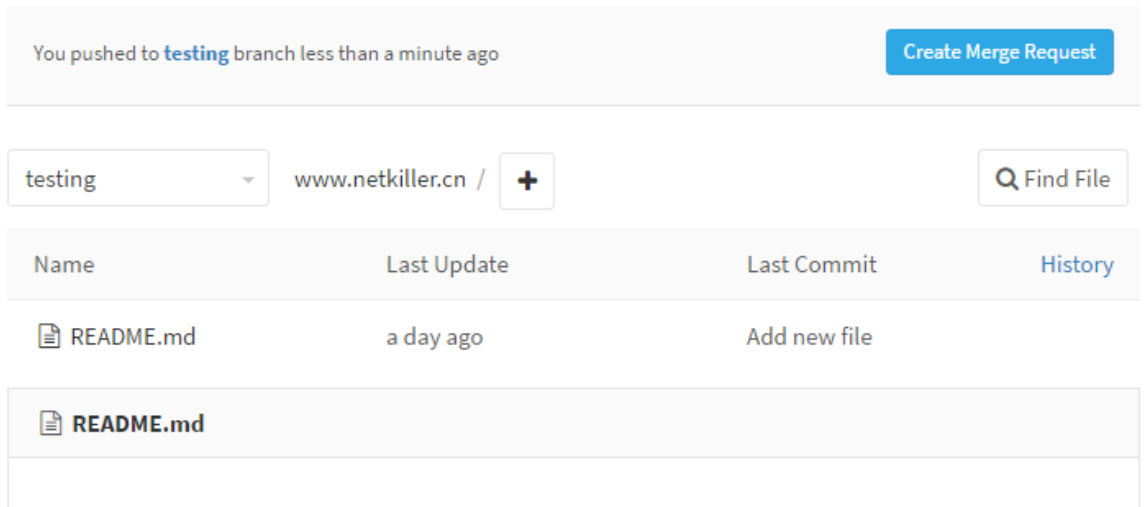 You pushed to testing branch less than a minute ago Create Merge Request
testing www.netkiller.cn / + Find File
Name Last Update Last Commit History
README.md a day ago Add new file
README.md